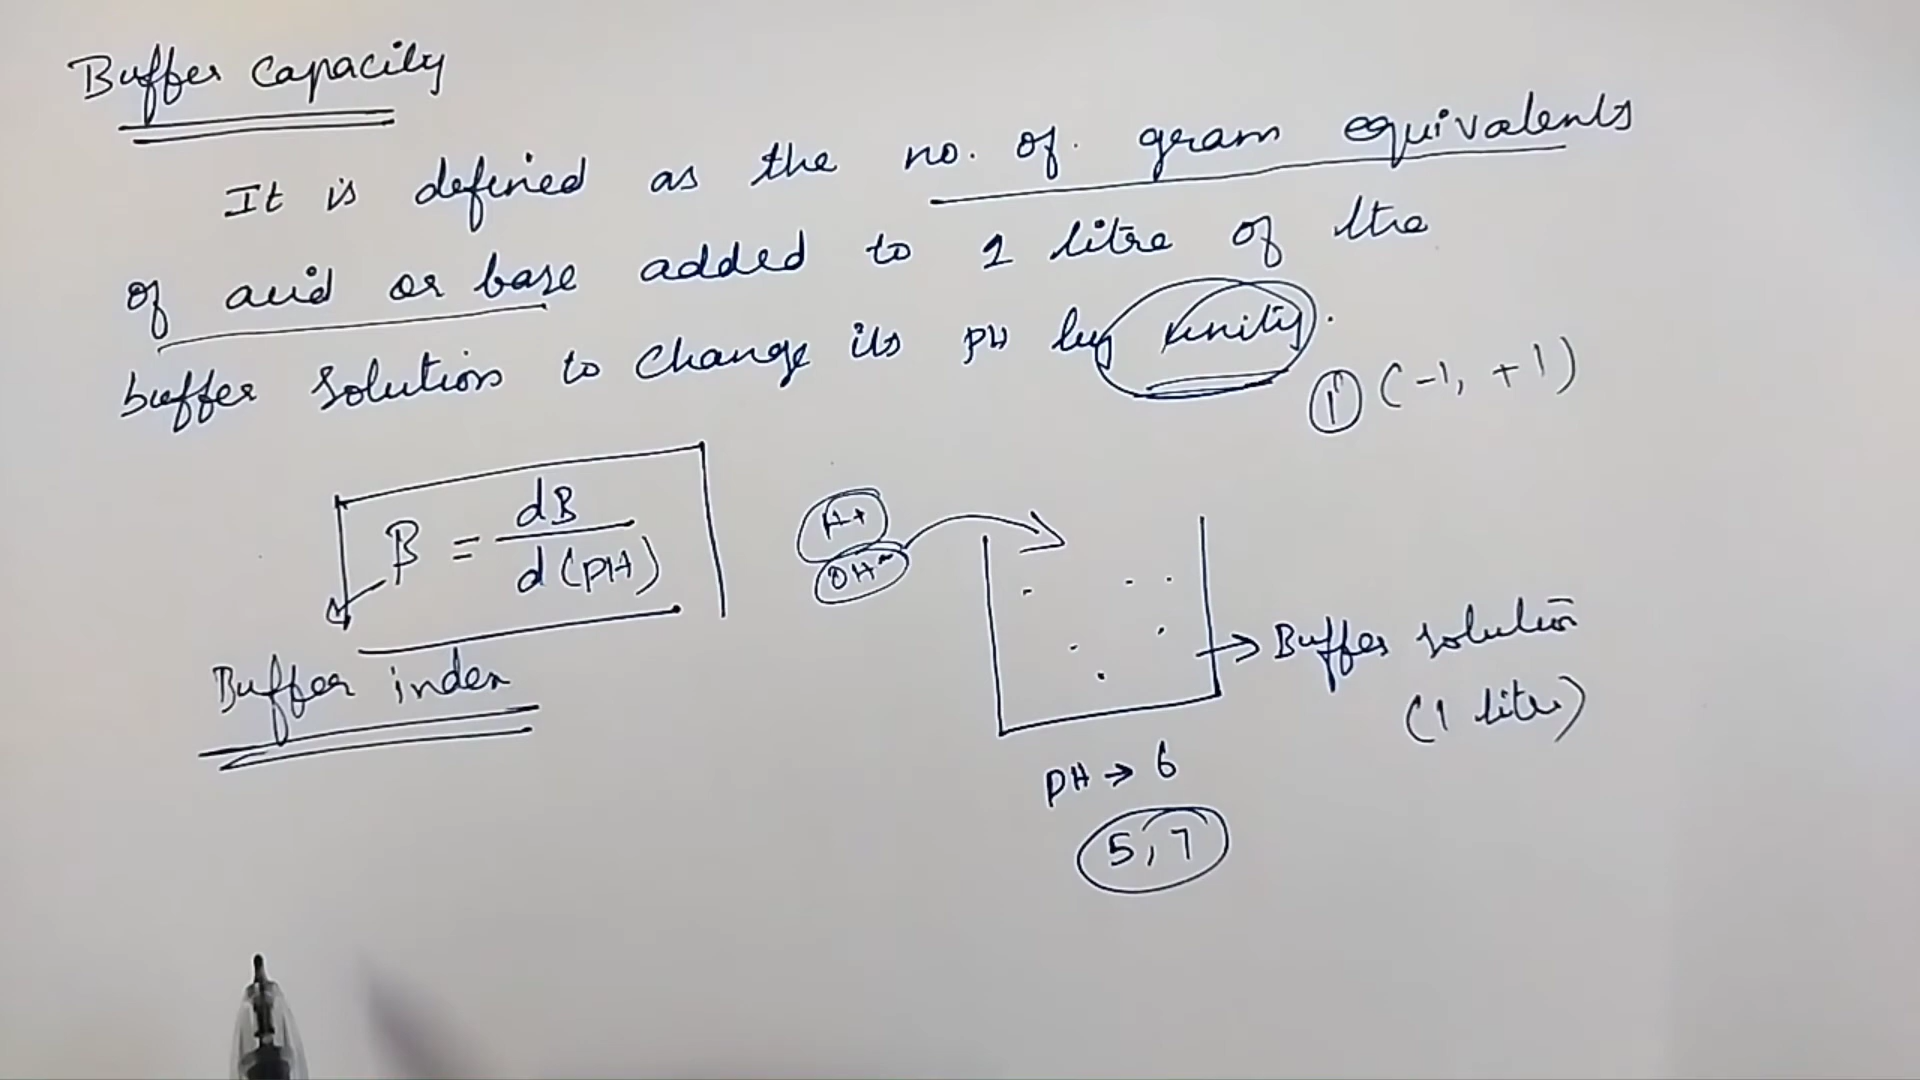 Buffer capacity
It is defined as the no. of. gram equivalents
of acid or base added to 1 litre of the
buffer solution to change its pH by unity.
1 (-1, +1)
β = dB / d(pH)
H+
OH-
Buffer index
Buffer solution
(1 liter)
PH → 6
5, 7